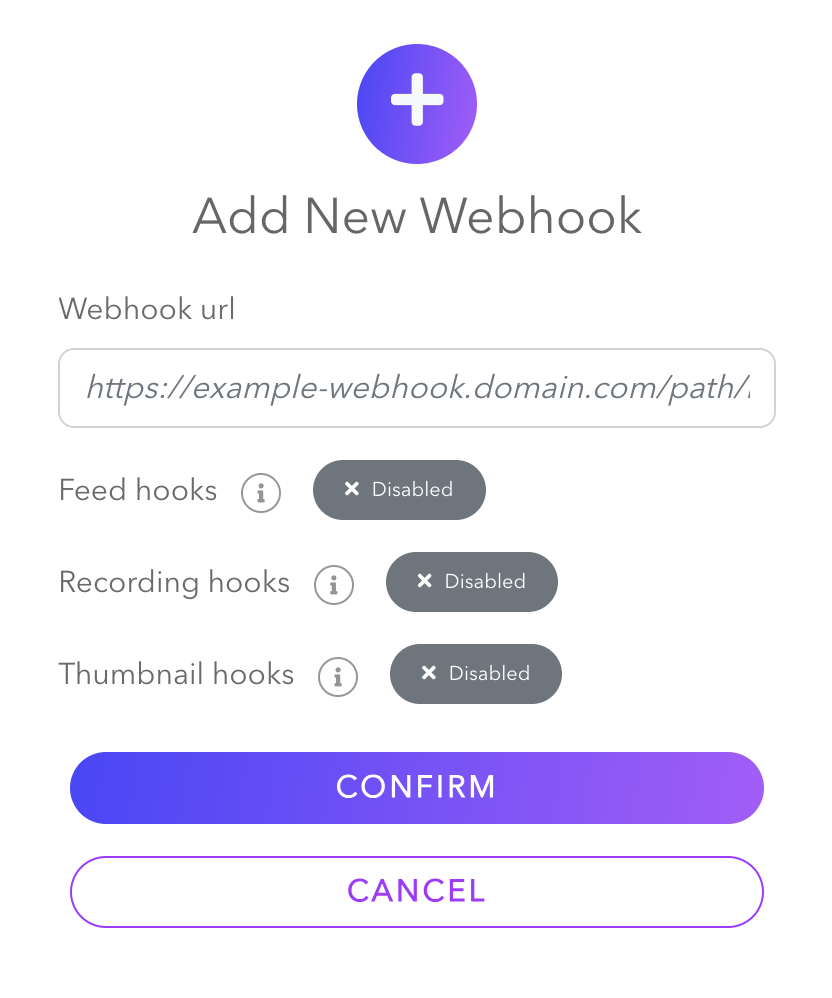 Add New Webhook
Webhook url
https://example-webhook.domain.com/path/
Feed hooks i × Disabled
Recording hooks i × Disabled
Thumbnail hooks i × Disabled
CONFIRM
CANCEL